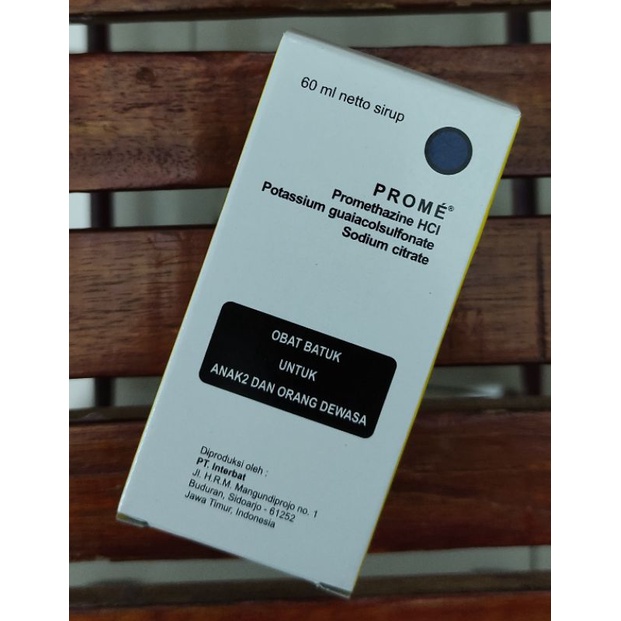 60 ml netto sirup
PROMÉ®
Promethazine HCl
Potassium guaiacolsulfonate
Sodium citrate
OBAT BATUK
UNTUK
ANAK2 DAN ORANG DEWASA
Diproduksi oleh :
PT. Interbat
Jl. H.R.M. Mangundiprojo no. 1
Buduran, Sidoarjo - 61252
Jawa Timur, Indonesia